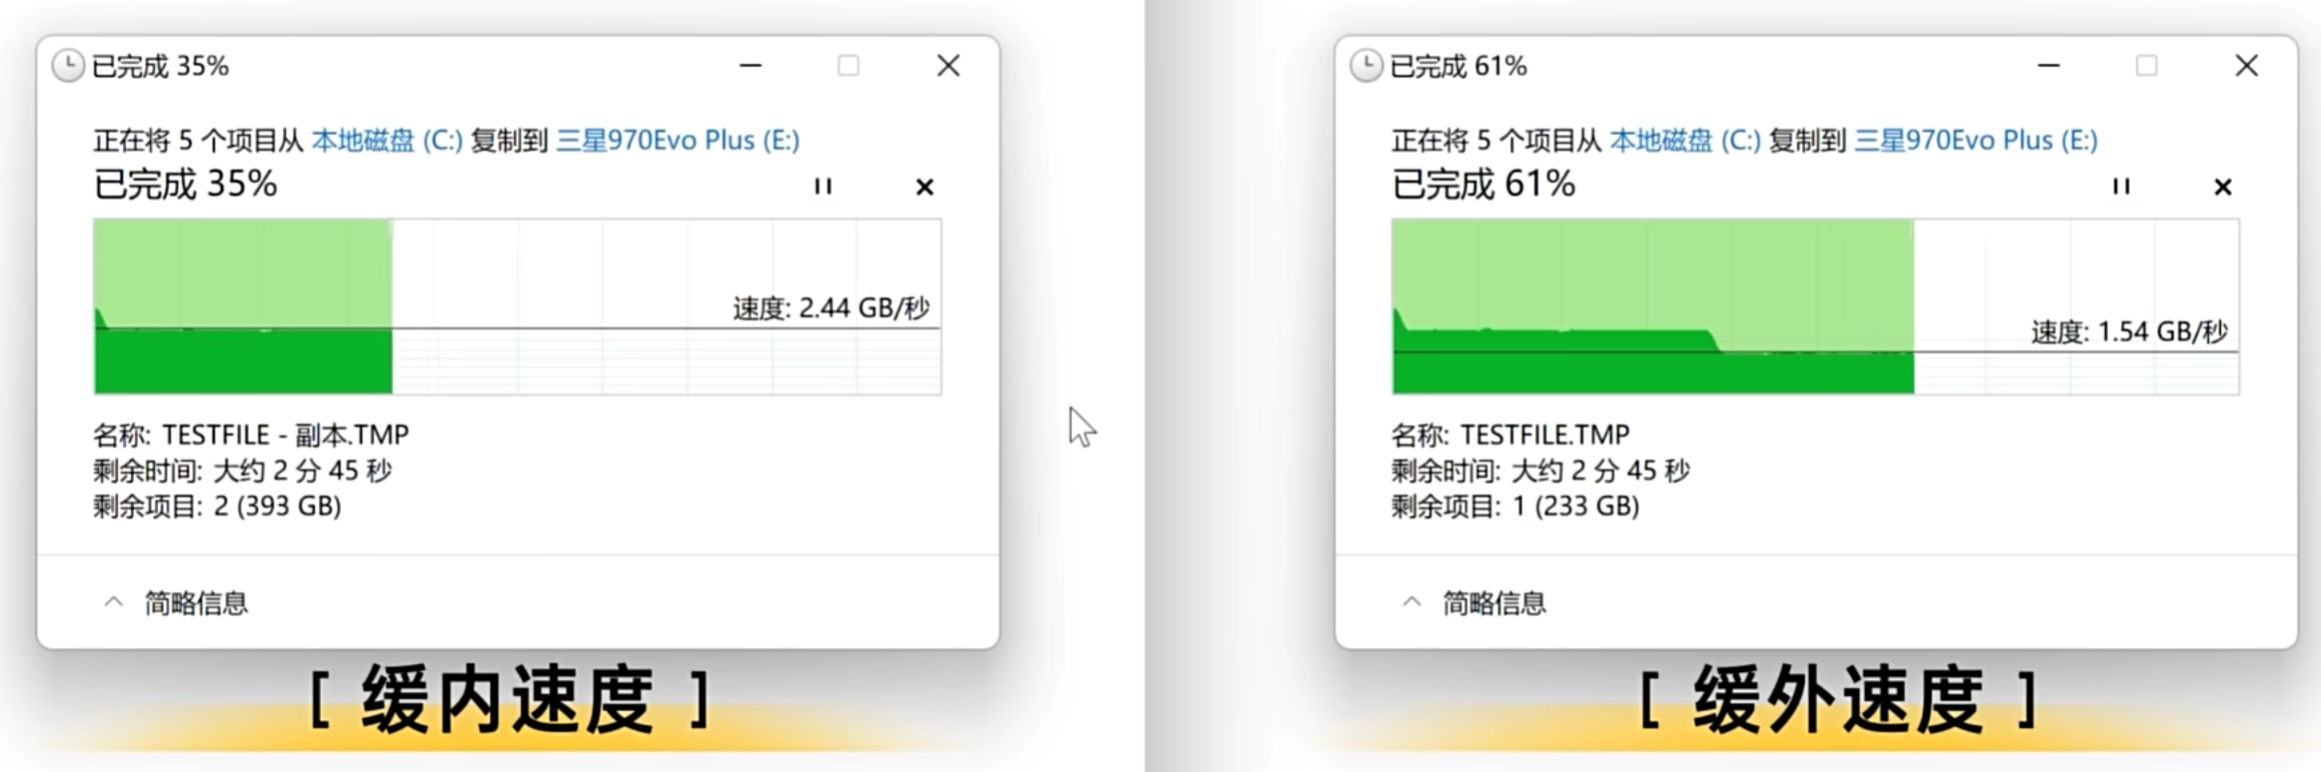 已完成 35%
正在将 5 个项目从 本地磁盘 (C:) 复制到 三星970Evo Plus (E:)
已完成 35%
速度: 2.44 GB/秒
名称: TESTFILE - 副本.TMP
剩余时间: 大约 2 分 45 秒
剩余项目: 2 (393 GB)
简略信息
[ 缓内速度 ]
已完成 61%
正在将 5 个项目从 本地磁盘 (C:) 复制到 三星970Evo Plus (E:)
已完成 61%
速度: 1.54 GB/秒
名称: TESTFILE.TMP
剩余时间: 大约 2 分 45 秒
剩余项目: 1 (233 GB)
简略信息
[ 缓外速度 ]